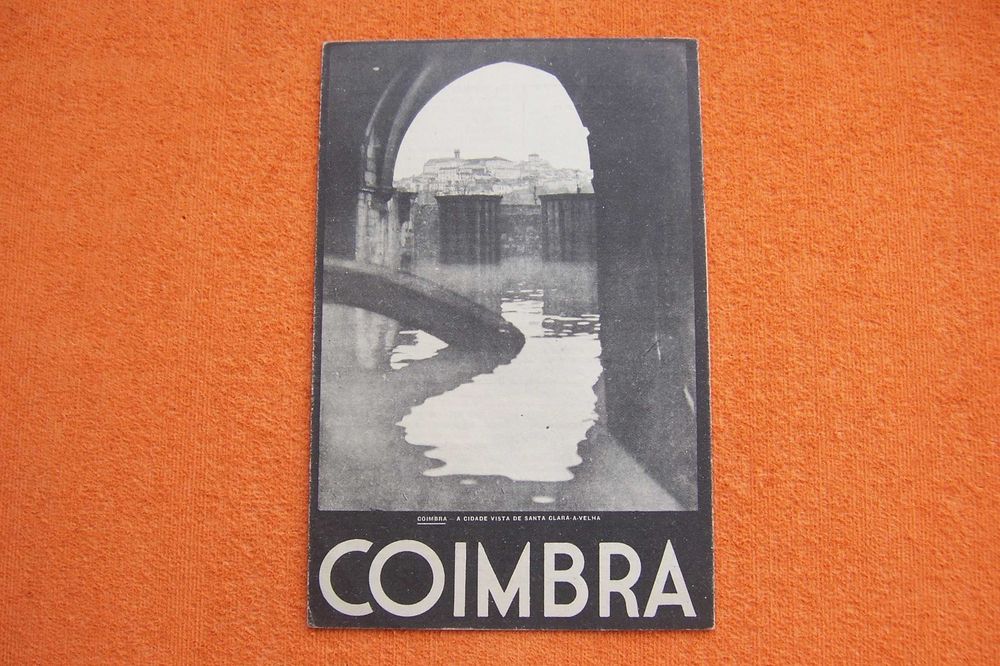 COIMBRA - A CIDADE VISTA DE SANTA CLARA-A-VELHA
COIMBRA